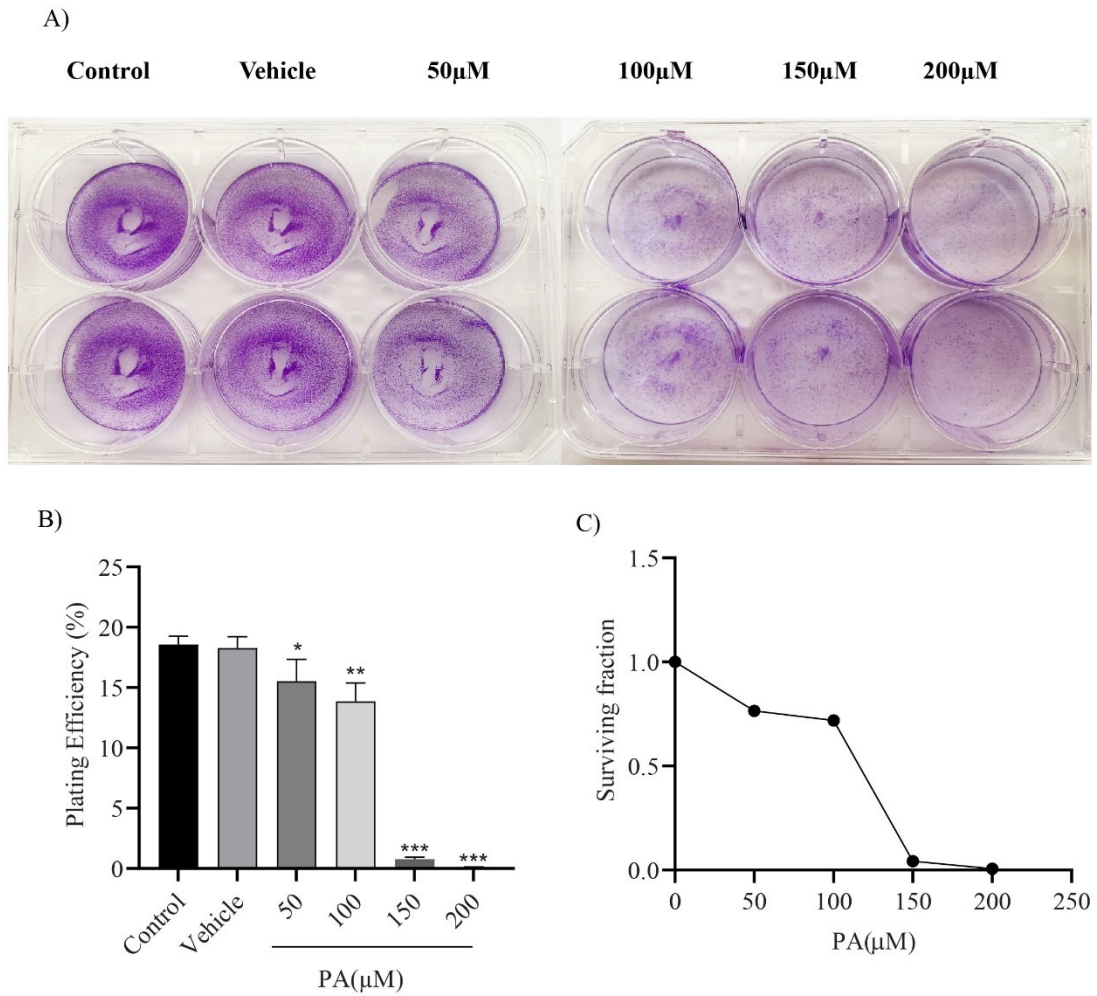 A)
Control Vehicle 50μM 100μM 150μM 200μM
B)
25
20
15
10
5
0
Plating Efficiency (%)
*
**
***
***
Control
Vehicle
50
100
150
200
PA(μM)
C)
1.5
1.0
0.5
0.0
Surviving fraction
0 50 100 150 200 250
PA(μM)